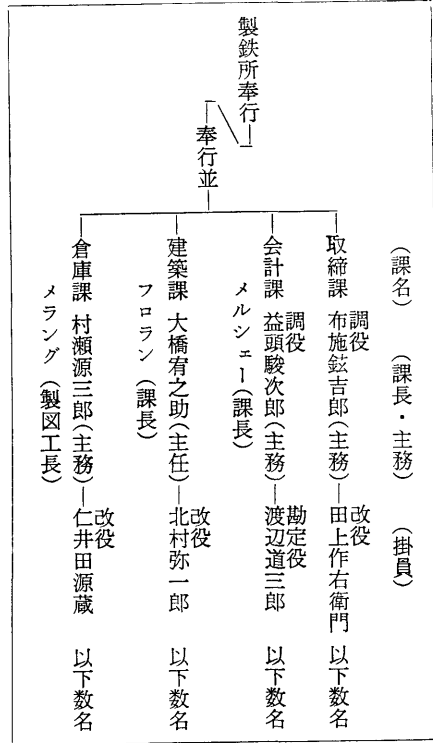 (課名) (課長・主務) (掛員)
調役 改役
取締課 布施鉉吉郎(主務)―田上作右衛門 以下数名
調役 勘定役
会計課 益頭駿次郎(主務)―渡辺道三郎 以下数名
メルシェー(課長)
改役
建築課 大橋宥之助(主任)―北村弥一郎 以下数名
フロラン(課長)
改役
倉庫課 村瀬源三郎(主務)―仁井田源蔵 以下数名
メラング(製図工長)
製鉄所奉行
奉行並